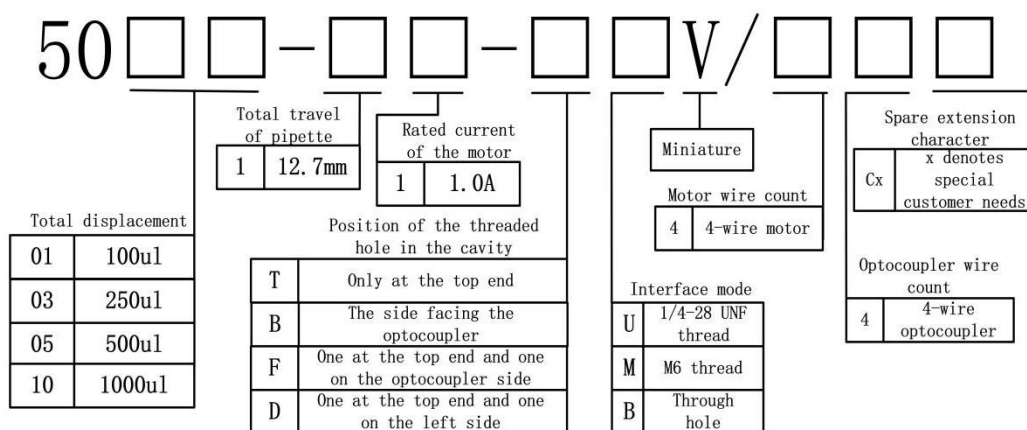 50□□-□□-□□V/□□□
Total travel
of pipette
1 12.7mm
Rated current
of the motor
1 1.0A
Miniature
Spare extension
character
Cx x denotes
special
customer needs
Motor wire count
4 4-wire motor
Total displacement
01 100ul
03 250ul
05 500ul
10 1000ul
Position of the threaded
hole in the cavity
T Only at the top end
B The side facing the
optocoupler
F One at the top end and one
on the optocoupler side
D One at the top end and one
on the left side
Interface mode
U 1/4-28 UNF
thread
M M6 thread
B Through
hole
Optocoupler wire
count
4 4-wire
optocoupler